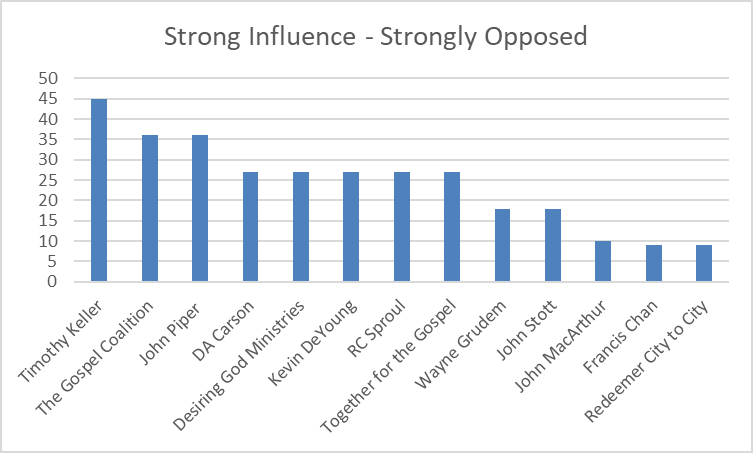 Strong Influence - Strongly Opposed
50
45
40
35
30
25
20
15
10
5
0
Timothy Keller
The Gospel Coalition
John Piper
DA Carson
Desiring God Ministries
Kevin DeYoung
RC Sproul
Together for the Gospel
Wayne Grudem
John Stott
John MacArthur
Francis Chan
Redeemer City to City